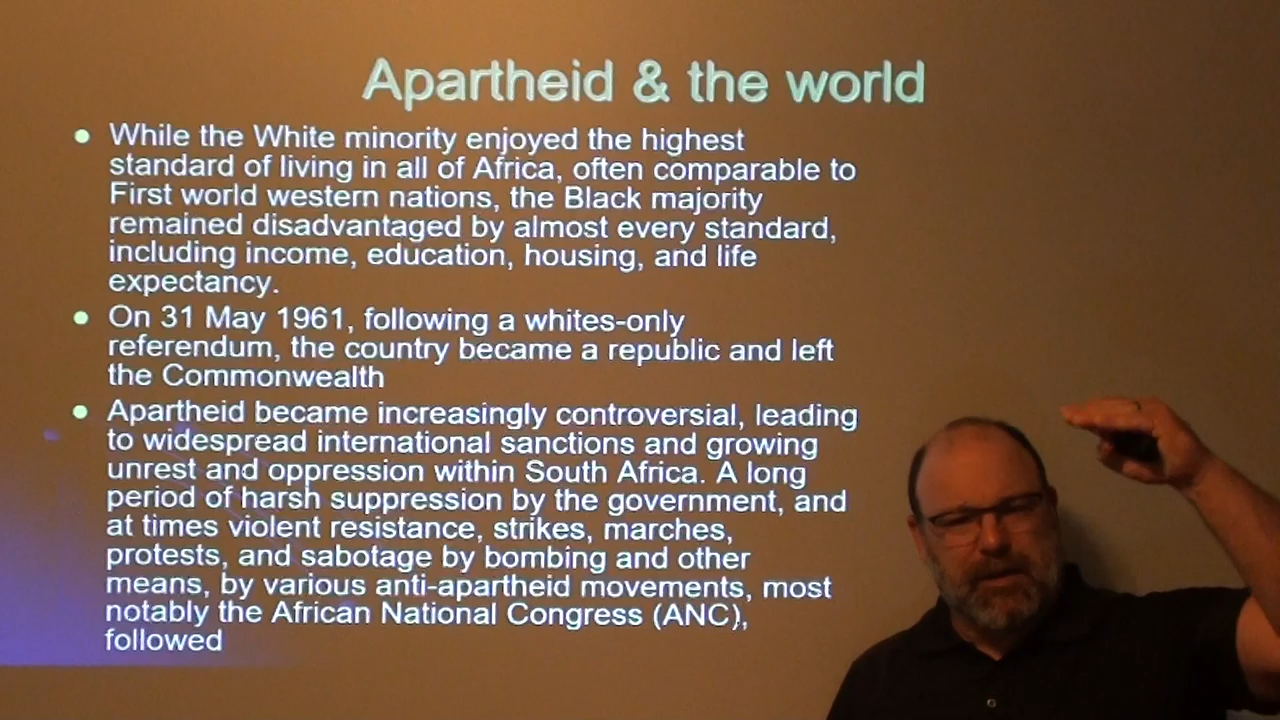 Apartheid & the world
• While the White minority enjoyed the highest
standard of living in all of Africa, often comparable to
First world western nations, the Black majority
remained disadvantaged by almost every standard,
including income, education, housing, and life
expectancy.
• On 31 May 1961, following a whites-only
referendum, the country became a republic and left
the Commonwealth
• Apartheid became increasingly controversial, leading
to widespread international sanctions and growing
unrest and oppression within South Africa. A long
period of harsh suppression by the government, and
at times violent resistance, strikes, marches,
protests, and sabotage by bombing and other
means, by various anti-apartheid movements, most
notably the African National Congress (ANC),
followed